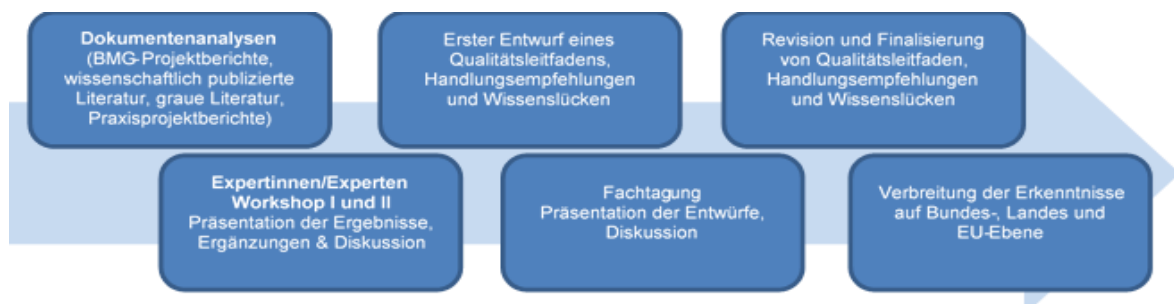 Dokumentenanalysen
(BMG-Projektberichte,
wissenschaftlich publizierte
Literatur, graue Literatur,
Praxisprojektberichte)
Expertinnen/Experten
Workshop I und II
Präsentation der Ergebnisse,
Ergänzungen & Diskussion
Erster Entwurf eines
Qualitätsleitfadens,
Handlungsempfehlungen
und Wissenslücken
Fachtagung
Präsentation der Entwürfe,
Diskussion
Revision und Finalisierung
von Qualitätsleitfaden,
Handlungsempfehlungen
und Wissenslücken
Verbreitung der Erkenntnisse
auf Bundes-, Landes und
EU-Ebene